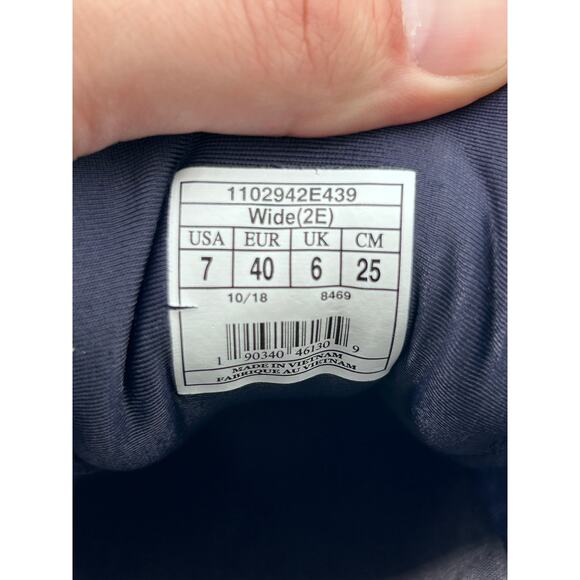 1102942E439
Wide(2E)
USA EUR UK CM
7 40 6 25
10/18 8469
1 90340 46130 9
MADE IN VIETNAM
FABRIQUE AU VIETNAM